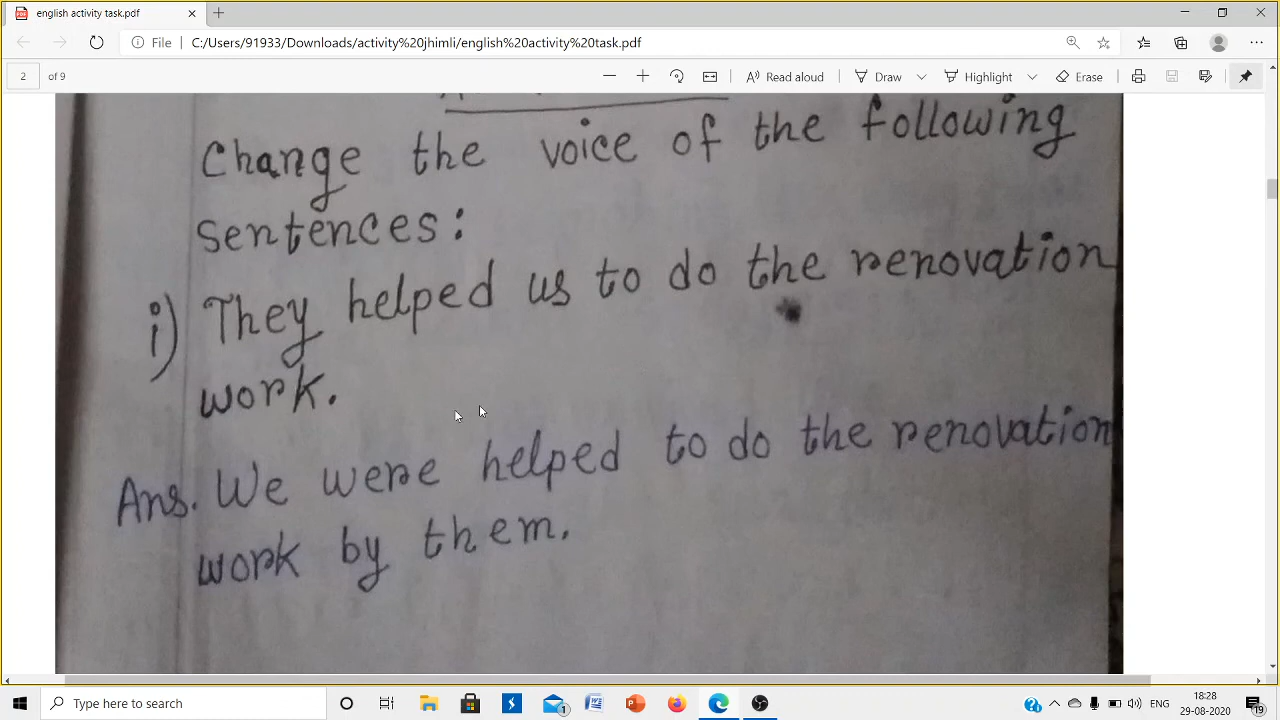 english activity task.pdf
File C:/Users/91933/Downloads/activity%20jhimli/english%20activity%20task.pdf
2 of 9 Read aloud Draw Highlight Erase
Change the voice of the following
sentences:
i) They helped us to do the renovation
work.
Ans. We were helped to do the renovation
work by them.
Type here to search
1
ENG
18:28
29-08-2020
19